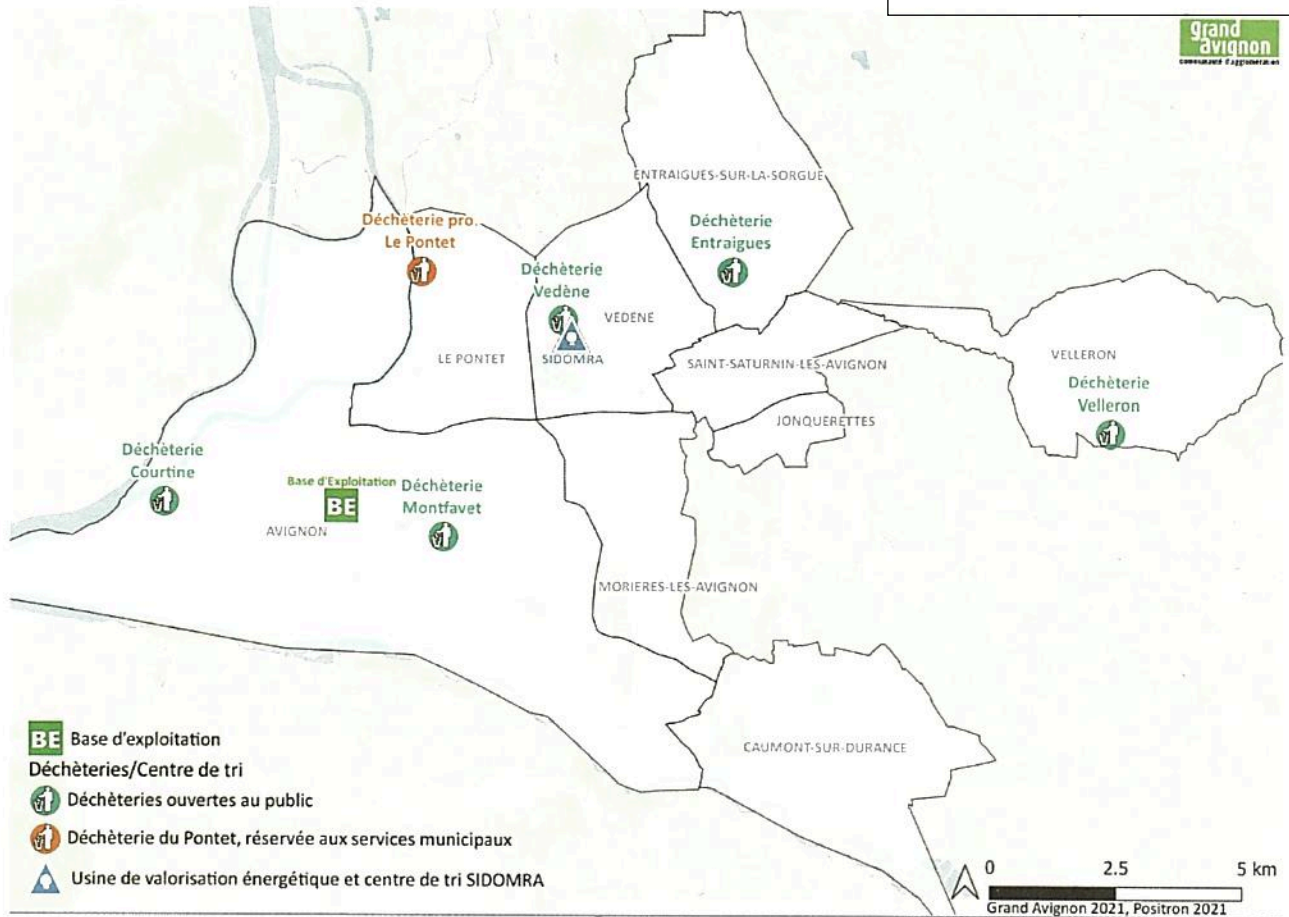 grand
avignon
communauté d'agglomération
ENTRAIGUES-SUR-LA-SORGUE
Déchèterie pro.
Le Pontet
Déchèterie
Entraigues
Déchèterie
Vedène
VEDENE
LE PONTET
SIDOMRA
SAINT-SATURNIN-LES-AVIGNON
VELLERON
Déchèterie
Velleron
JONQUERETTES
Déchèterie
Courtine
Base d'Exploitation
BE
Déchèterie
Montfavet
AVIGNON
MORIERES-LES-AVIGNON
CAUMONT-SUR-DURANCE
BE Base d'exploitation
Déchèteries/Centre de tri
Déchèteries ouvertes au public
Déchèterie du Pontet, réservée aux services municipaux
Usine de valorisation énergétique et centre de tri SIDOMRA
0 2.5 5 km
Grand Avignon 2021, Positron 2021